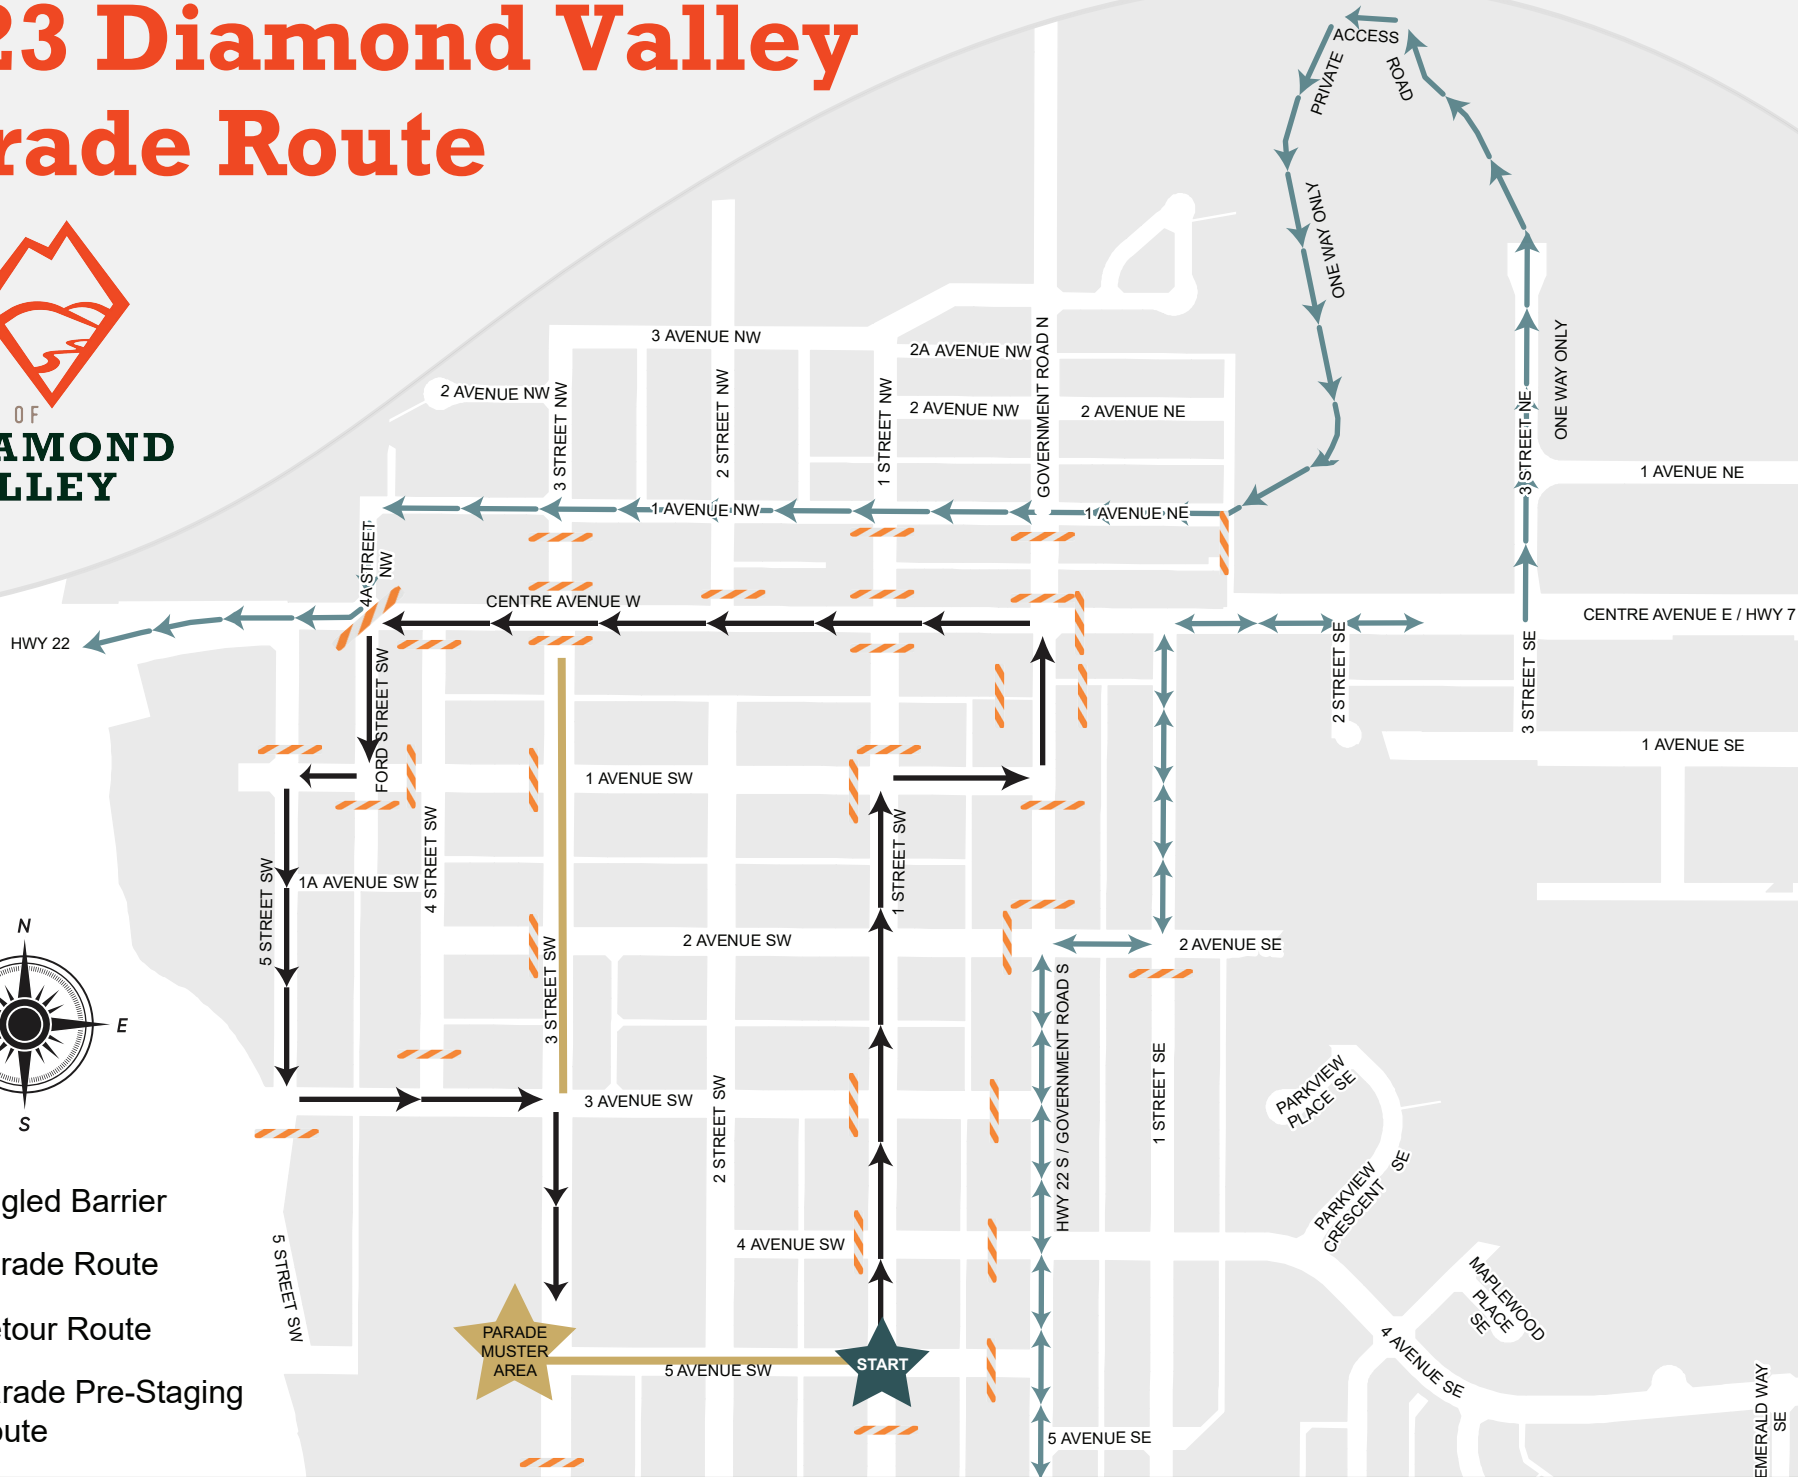 23 Diamond Valley
rade Route
ACCESS
ROAD
PRIVATE
ONE WAY ONLY
3 AVENUE NW
2A AVENUE NW
2 AVENUE NW
2 AVENUE NW
2 AVENUE NE
3 STREET NW
2 STREET NW
1 STREET NW
GOVERNMENT ROAD N
3 STREET NE
ONE WAY ONLY
1 AVENUE NE
OF
AMOND
LLEY
1 AVENUE NW
1 AVENUE NE
4A STREET
NW
CENTRE AVENUE W
CENTRE AVENUE E / HWY 7
HWY 22
FORD STREET SW
2 STREET SE
3 STREET SE
1 AVENUE SW
1 AVENUE SE
4 STREET SW
1 STREET SW
5 STREET SW
1A AVENUE SW
2 AVENUE SW
2 AVENUE SE
3 STREET SW
HWY 22 S / GOVERNMENT ROAD S
N
E
S
3 AVENUE SW
2 STREET SW
1 STREET SE
PARKVIEW
PLACE SE
PARKVIEW
CRESCENT SE
4 AVENUE SW
5 STREET SW
MAPLEWOOD
PLACE
SE
4 AVENUE SE
gled Barrier
rade Route
etour Route
arade Pre-Staging
oute
PARADE
MUSTER
AREA
5 AVENUE SW
START
5 AVENUE SE
EMERALD WAY
SE